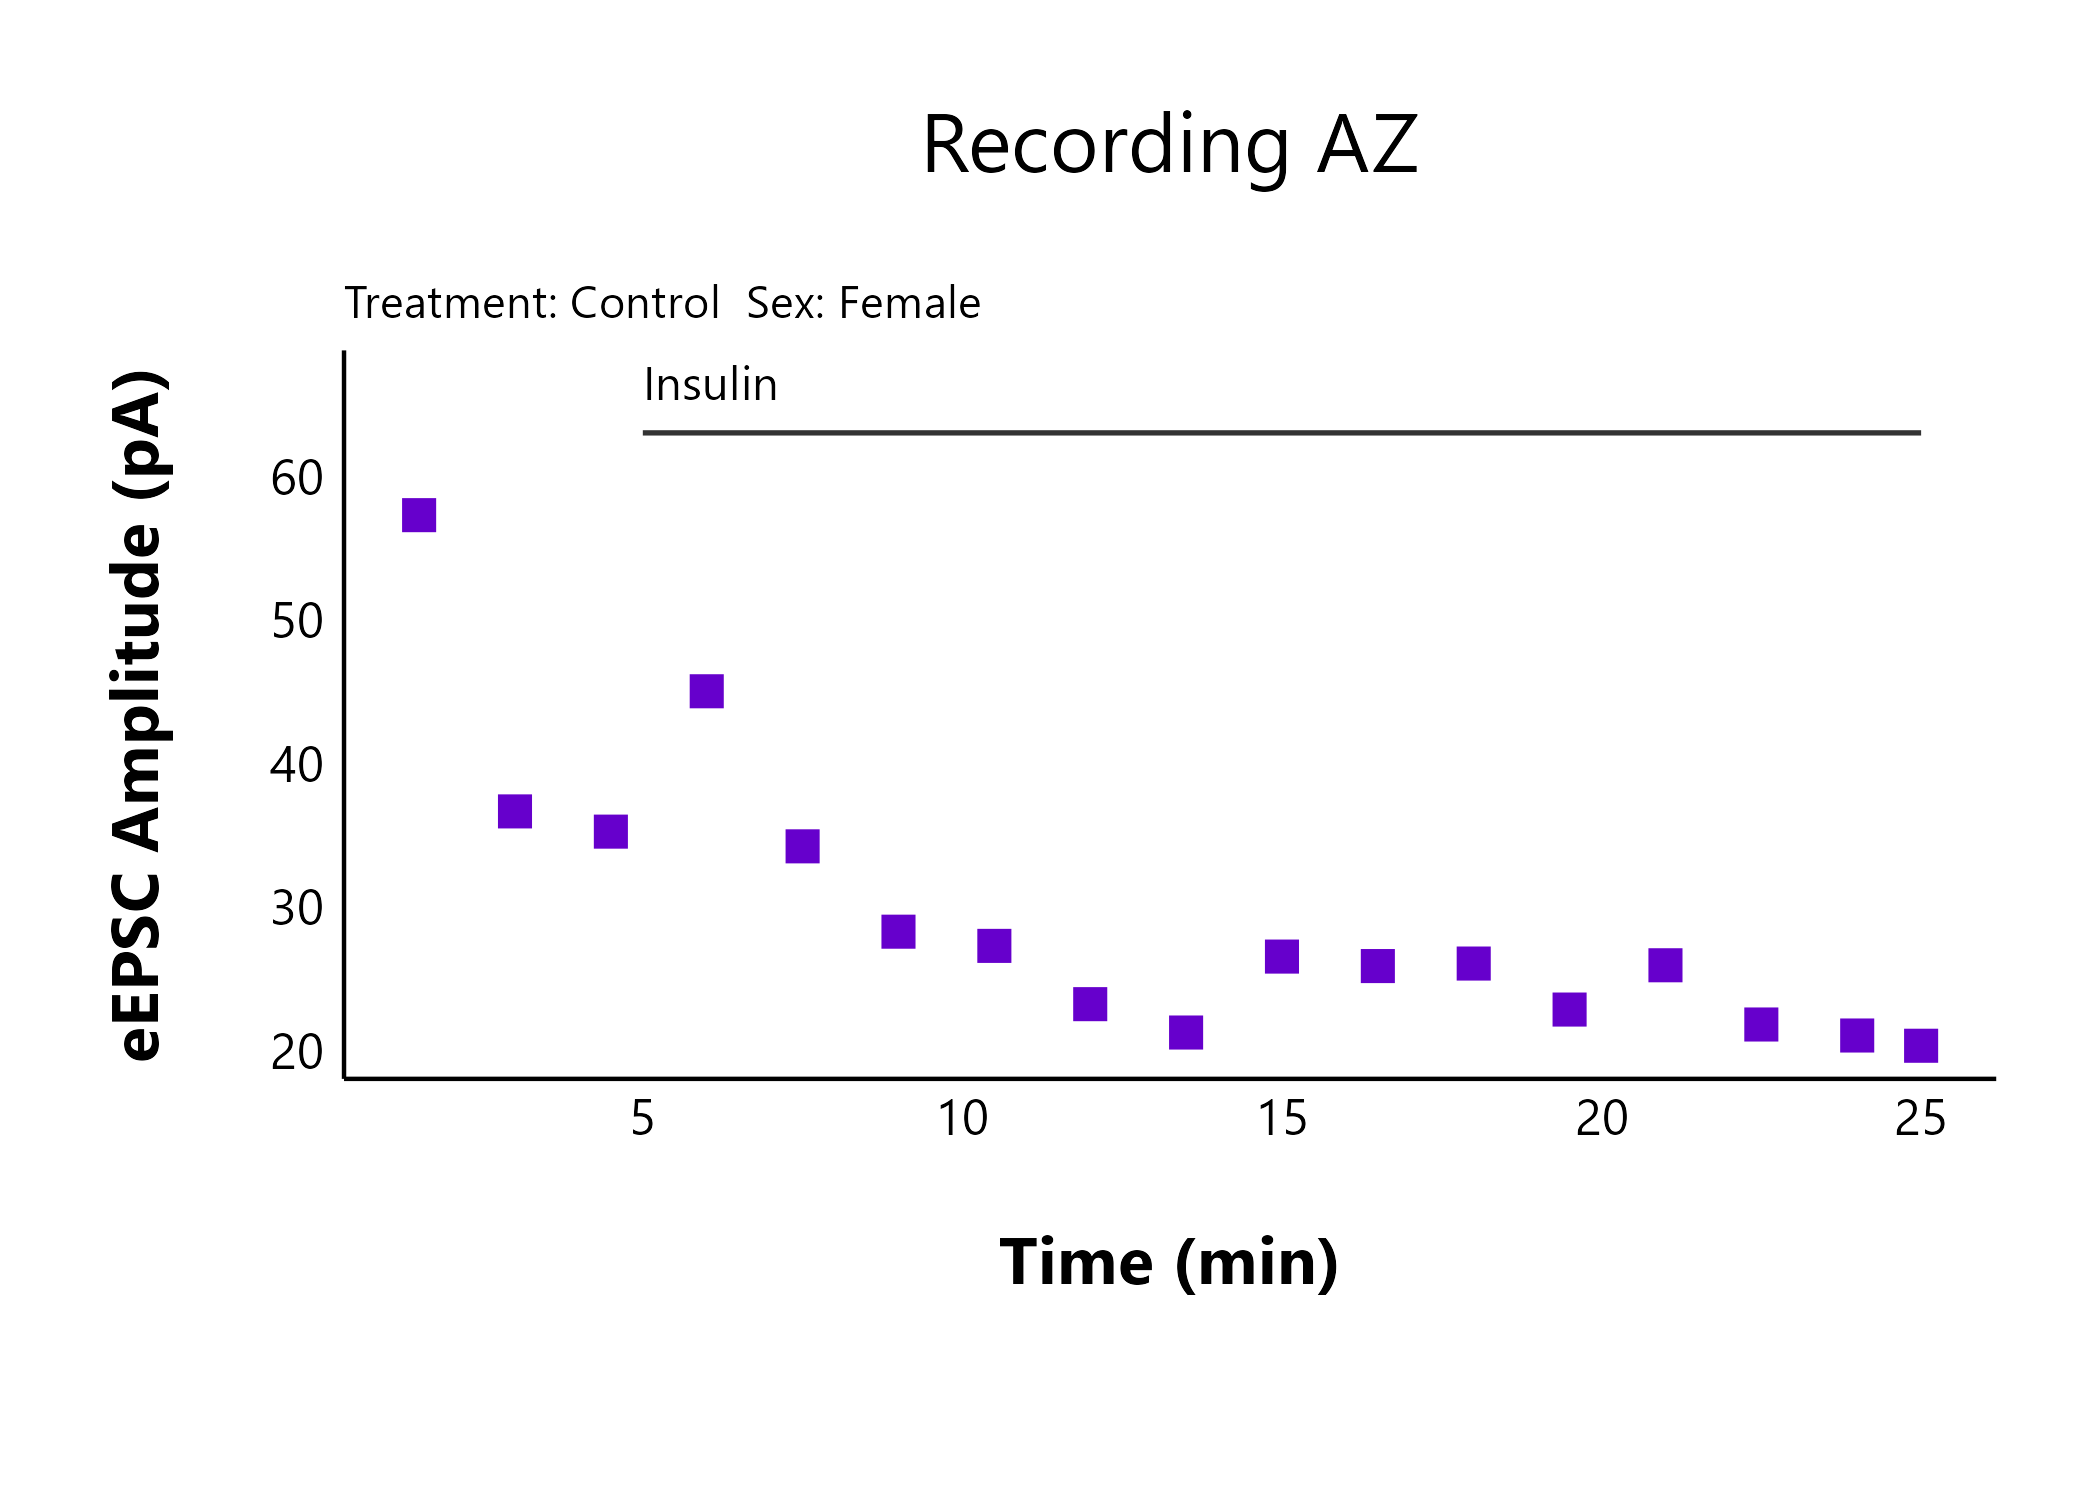 Recording AZ
Treatment: Control  Sex: Female
Insulin
eEPSC Amplitude (pA)
60
50
40
30
20
5 10 15 20 25
Time (min)